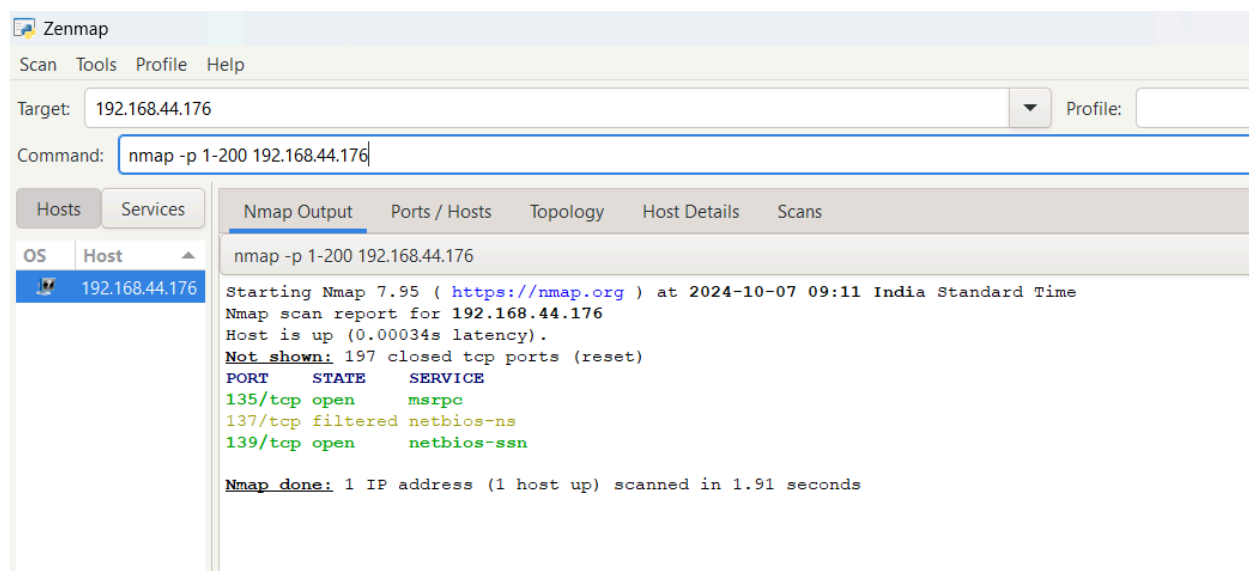 Zenmap
Scan Tools Profile Help
Target: 192.168.44.176 Profile:
Command: nmap -p 1-200 192.168.44.176
Hosts Services Nmap Output Ports / Hosts Topology Host Details Scans
OS Host nmap -p 1-200 192.168.44.176
192.168.44.176
Starting Nmap 7.95 ( https://nmap.org ) at 2024-10-07 09:11 India Standard Time
Nmap scan report for 192.168.44.176
Host is up (0.00034s latency).
Not shown: 197 closed tcp ports (reset)
PORT STATE SERVICE
135/tcp open msrpc
137/tcp filtered netbios-ns
139/tcp open netbios-ssn
Nmap done: 1 IP address (1 host up) scanned in 1.91 seconds